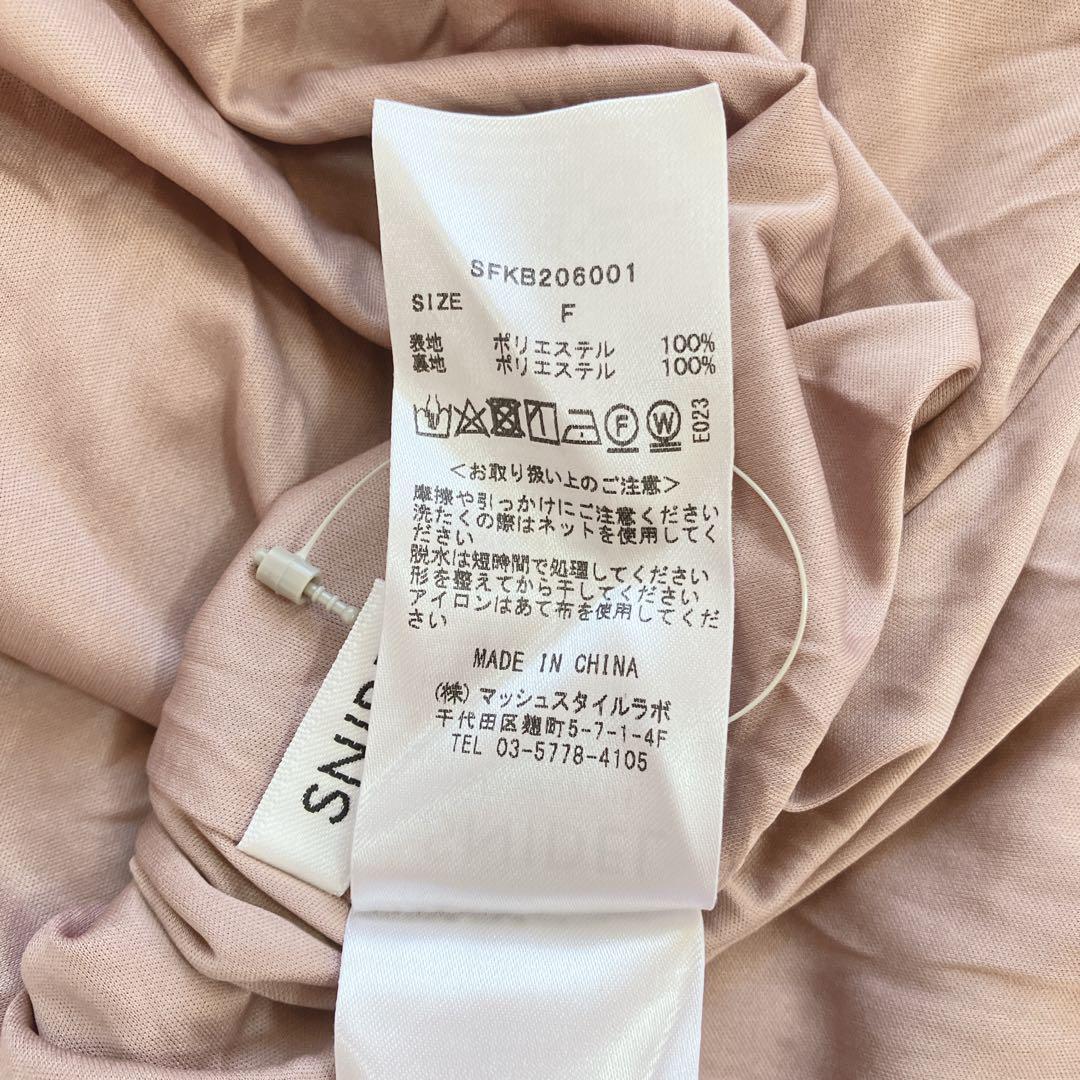 SFKB206001
SIZE F
表地 ポリエステル 100%
裏地 ポリエステル 100%
F W E023
<お取り扱い上のご注意>
摩擦や引っかけにご注意ください
洗たくの際はネットを使用してく
ださい
脱水は短時間で処理してください
形を整えてから干してください
アイロンはあて布を使用してくだ
さい
MADE IN CHINA
(株)マッシュスタイルラボ
千代田区麹町5-7-1-4F
TEL 03-5778-4105
SNI